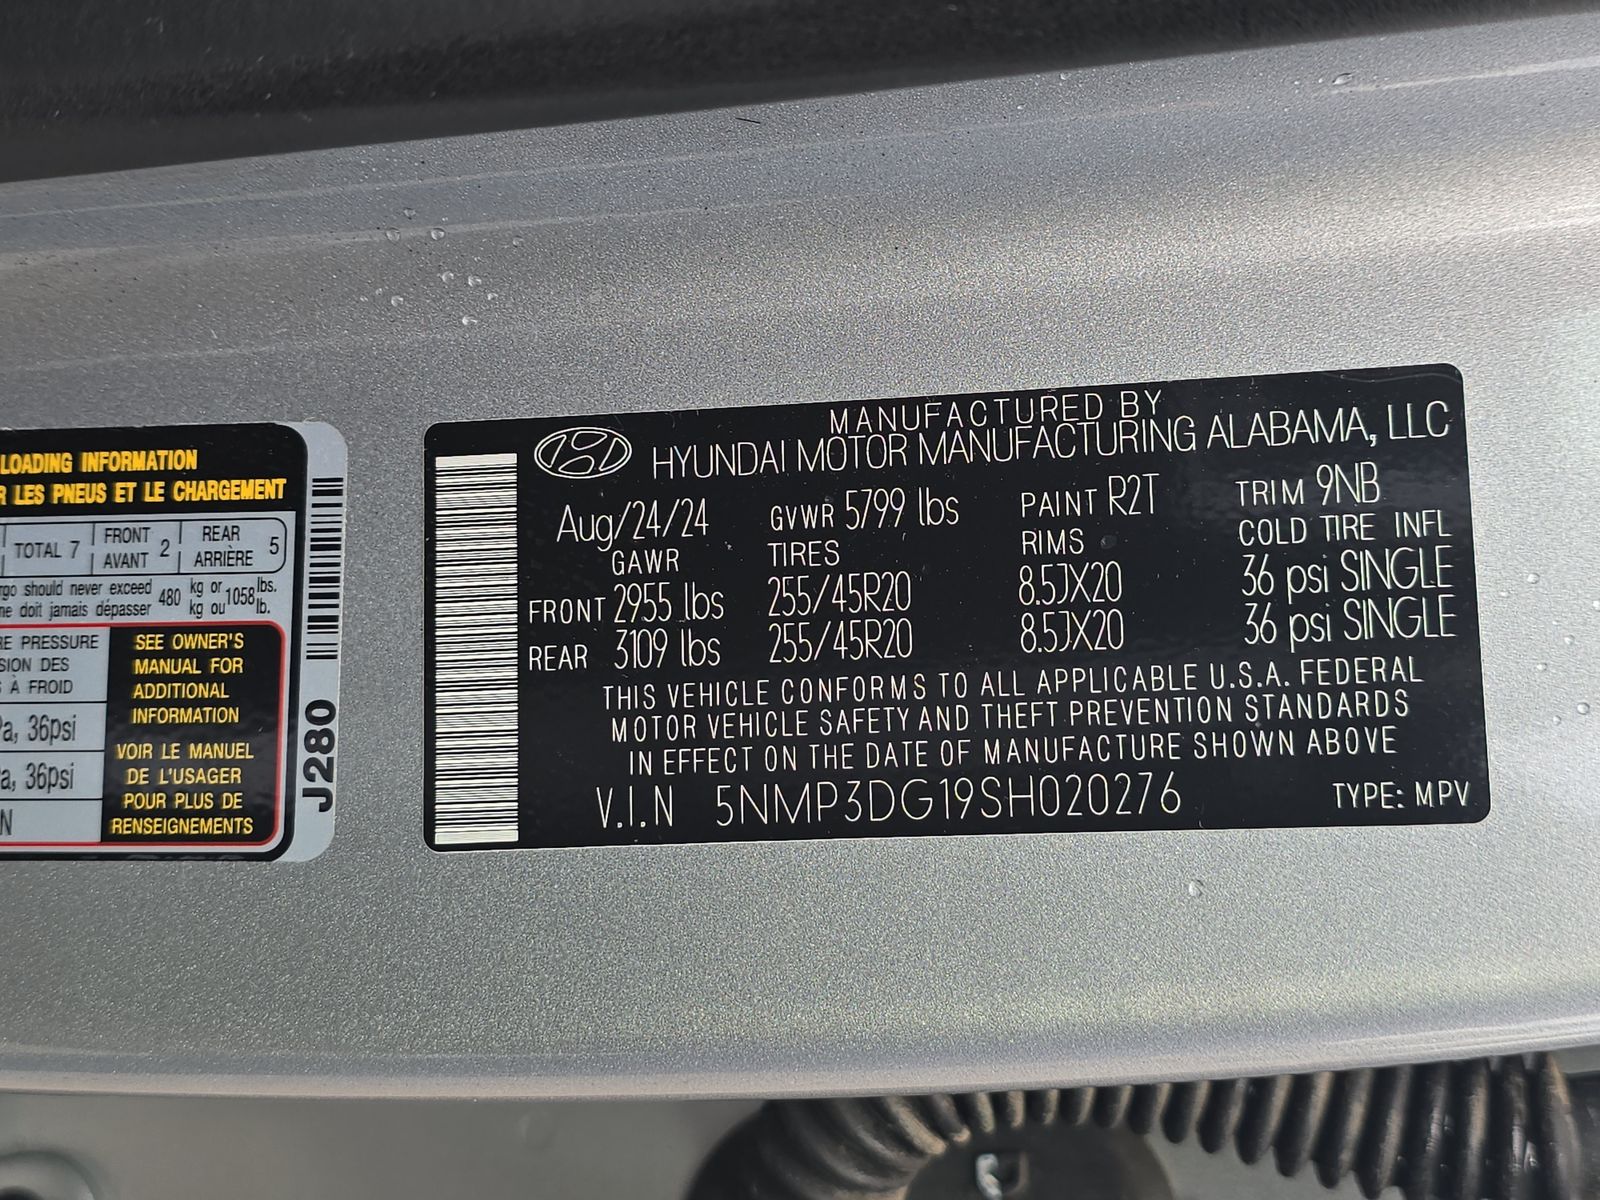 LOADING INFORMATION
LES PNEUS ET LE CHARGEMENT
TOTAL 7 FRONT AVANT 2 REAR ARRIÈRE 5
should never exceed 480 kg or 1058 lbs.
doit jamais dépasser kg ou lb.
PRESSURE
DES
À FROID
36psi
36psi
SEE OWNER'S
MANUAL FOR
ADDITIONAL
INFORMATION
VOIR LE MANUEL
DE L'USAGER
POUR PLUS DE
RENSEIGNEMENTS
J280
MANUFACTURED BY
HYUNDAI MOTOR MANUFACTURING ALABAMA, LLC
Aug/24/24 GVWR 5799 lbs PAINT R2T TRIM 9NB
GAWR TIRES RIMS COLD TIRE INFL
FRONT 2955 lbs 255/45R20 8.5JX20 36 psi SINGLE
REAR 3109 lbs 255/45R20 8.5JX20 36 psi SINGLE
THIS VEHICLE CONFORMS TO ALL APPLICABLE U.S.A. FEDERAL
MOTOR VEHICLE SAFETY AND THEFT PREVENTION STANDARDS
IN EFFECT ON THE DATE OF MANUFACTURE SHOWN ABOVE
V.I.N 5NMP3DG19SH020276 TYPE: MPV